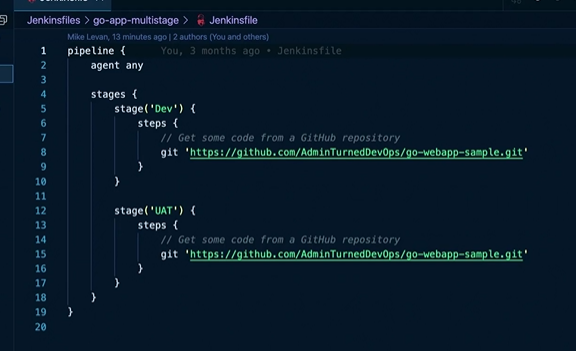 Jenkinsfile
Jenkinsfiles > go-app-multistage > Jenkinsfile
Mike Levan, 13 minutes ago | 2 authors (You and others)
1 pipeline { You, 3 months ago • Jenkinsfile
2 agent any
3
4 stages {
5 stage('Dev') {
6 steps {
7 // Get some code from a GitHub repository
8 git 'https://github.com/AdminTurnedDevOps/go-webapp-sample.git'
9 }
10 }
11
12 stage('UAT') {
13 steps {
14 // Get some code from a GitHub repository
15 git 'https://github.com/AdminTurnedDevOps/go-webapp-sample.git'
16 }
17 }
18 }
19 }
20